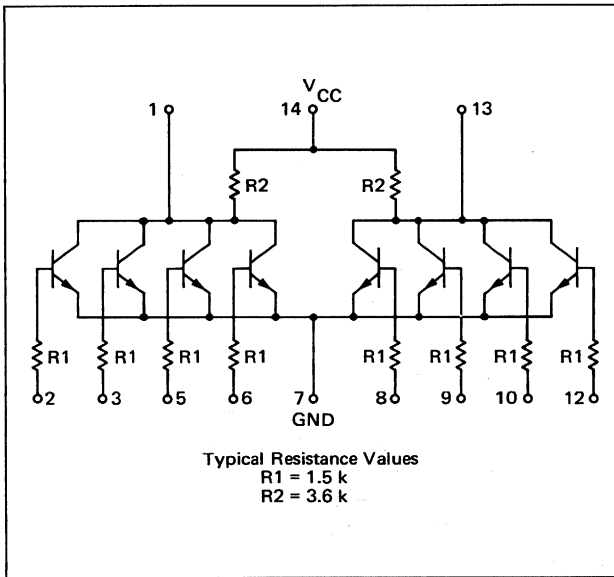 V CC
1 14 13
R2 R2
R1 R1 R1 R1 R1 R1 R1 R1
2 3 5 6 7 8 9 10 12
GND
Typical Resistance Values
R1 = 1.5 k
R2 = 3.6 k